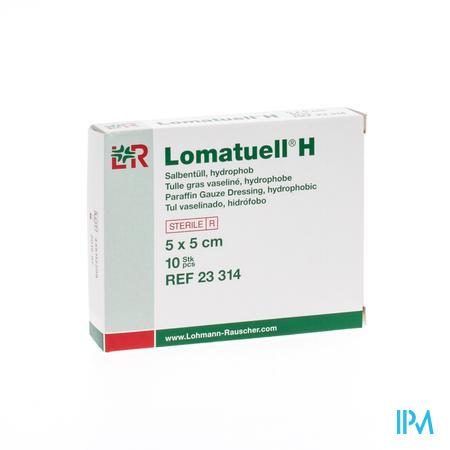 L&R
Lomatuell® H
Salbentüll, hydrophob
Tulle gras vaseliné, hydrophobe
Paraffin Gauze Dressing, hydrophobic
Tul vaselinado, hidrófobo
STERILE R
5 x 5 cm
10 Stk pcs
REF 23 314
www.Lohmann-Rauscher.com
IPM